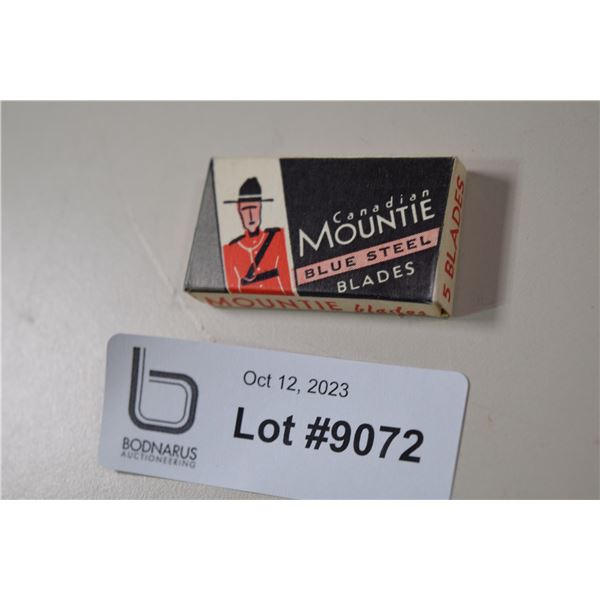 Canadian
MOUNTIE
BLUE STEEL
BLADES
5 BLADES
MOUNTIE blades
Oct 12, 2023
Lot #9072
BODNARUS
AUCTIONEERING